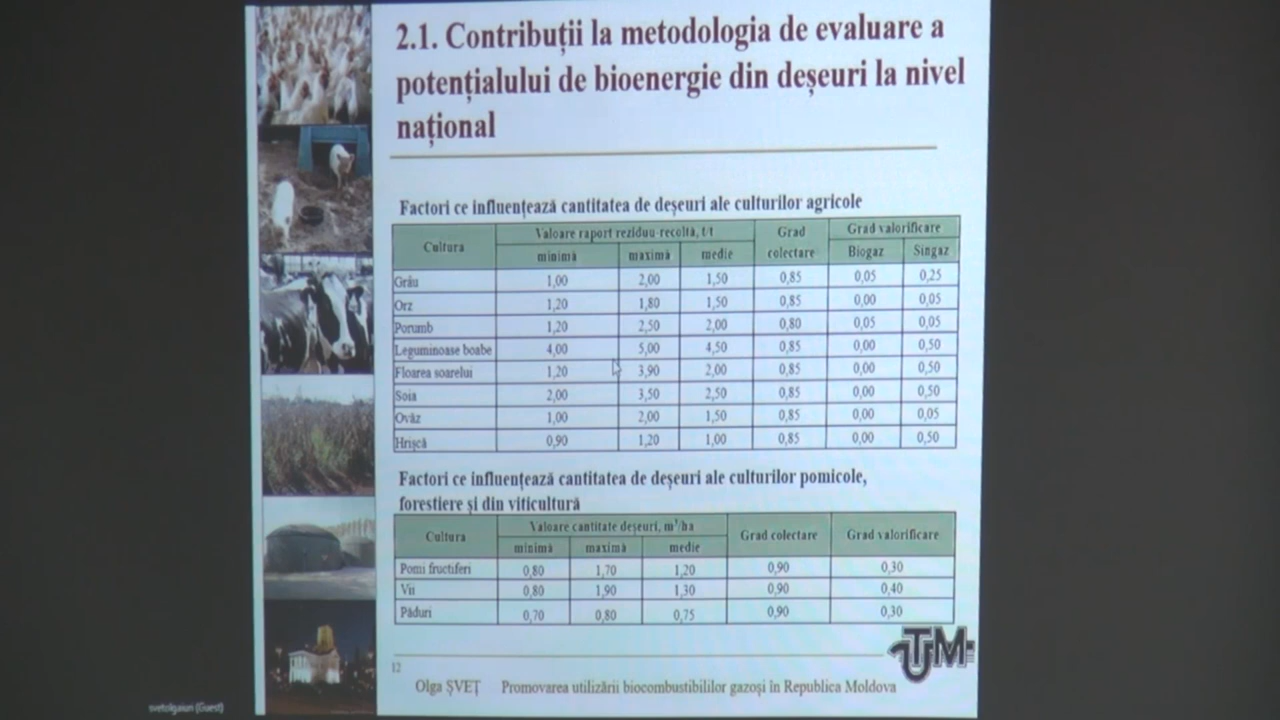 2.1. Contribuții la metodologia de evaluare a
potențialului de bioenergie din deșeuri la nivel
național
Factori ce influențează cantitatea de deșeuri ale culturilor agricole
Cultura Valoare raport reziduu-recoltă, t/t Grad colectare Grad valorificare
minimă maximă medie Biogaz Singaz
Grâu 1,00 2,00 1,50 0,85 0,05 0,25
Orz 1,20 1,80 1,50 0,85 0,00 0,05
Porumb 1,20 2,50 2,00 0,80 0,05 0,05
Leguminoase boabe 4,00 5,00 4,50 0,85 0,00 0,50
Floarea soarelui 1,20 3,90 2,00 0,85 0,00 0,50
Soia 2,00 3,50 2,50 0,85 0,00 0,50
Ovăz 1,00 2,00 1,50 0,85 0,00 0,05
Hrișcă 0,90 1,20 1,00 0,85 0,00 0,50
Factori ce influențează cantitatea de deșeuri ale culturilor pomicole,
forestiere și din viticultură
Cultura Valoare cantitate deșeuri, m³/ha Grad colectare Grad valorificare
minimă maximă medie
Pomi fructiferi 0,80 1,70 1,20 0,90 0,30
Vii 0,80 1,90 1,30 0,90 0,40
Păduri 0,70 0,80 0,75 0,90 0,30
UTM
12
Olga ȘVEȚ Promovarea utilizării biocombustibililor gazoși în Republica Moldova
svetolgaiuri (Guest)